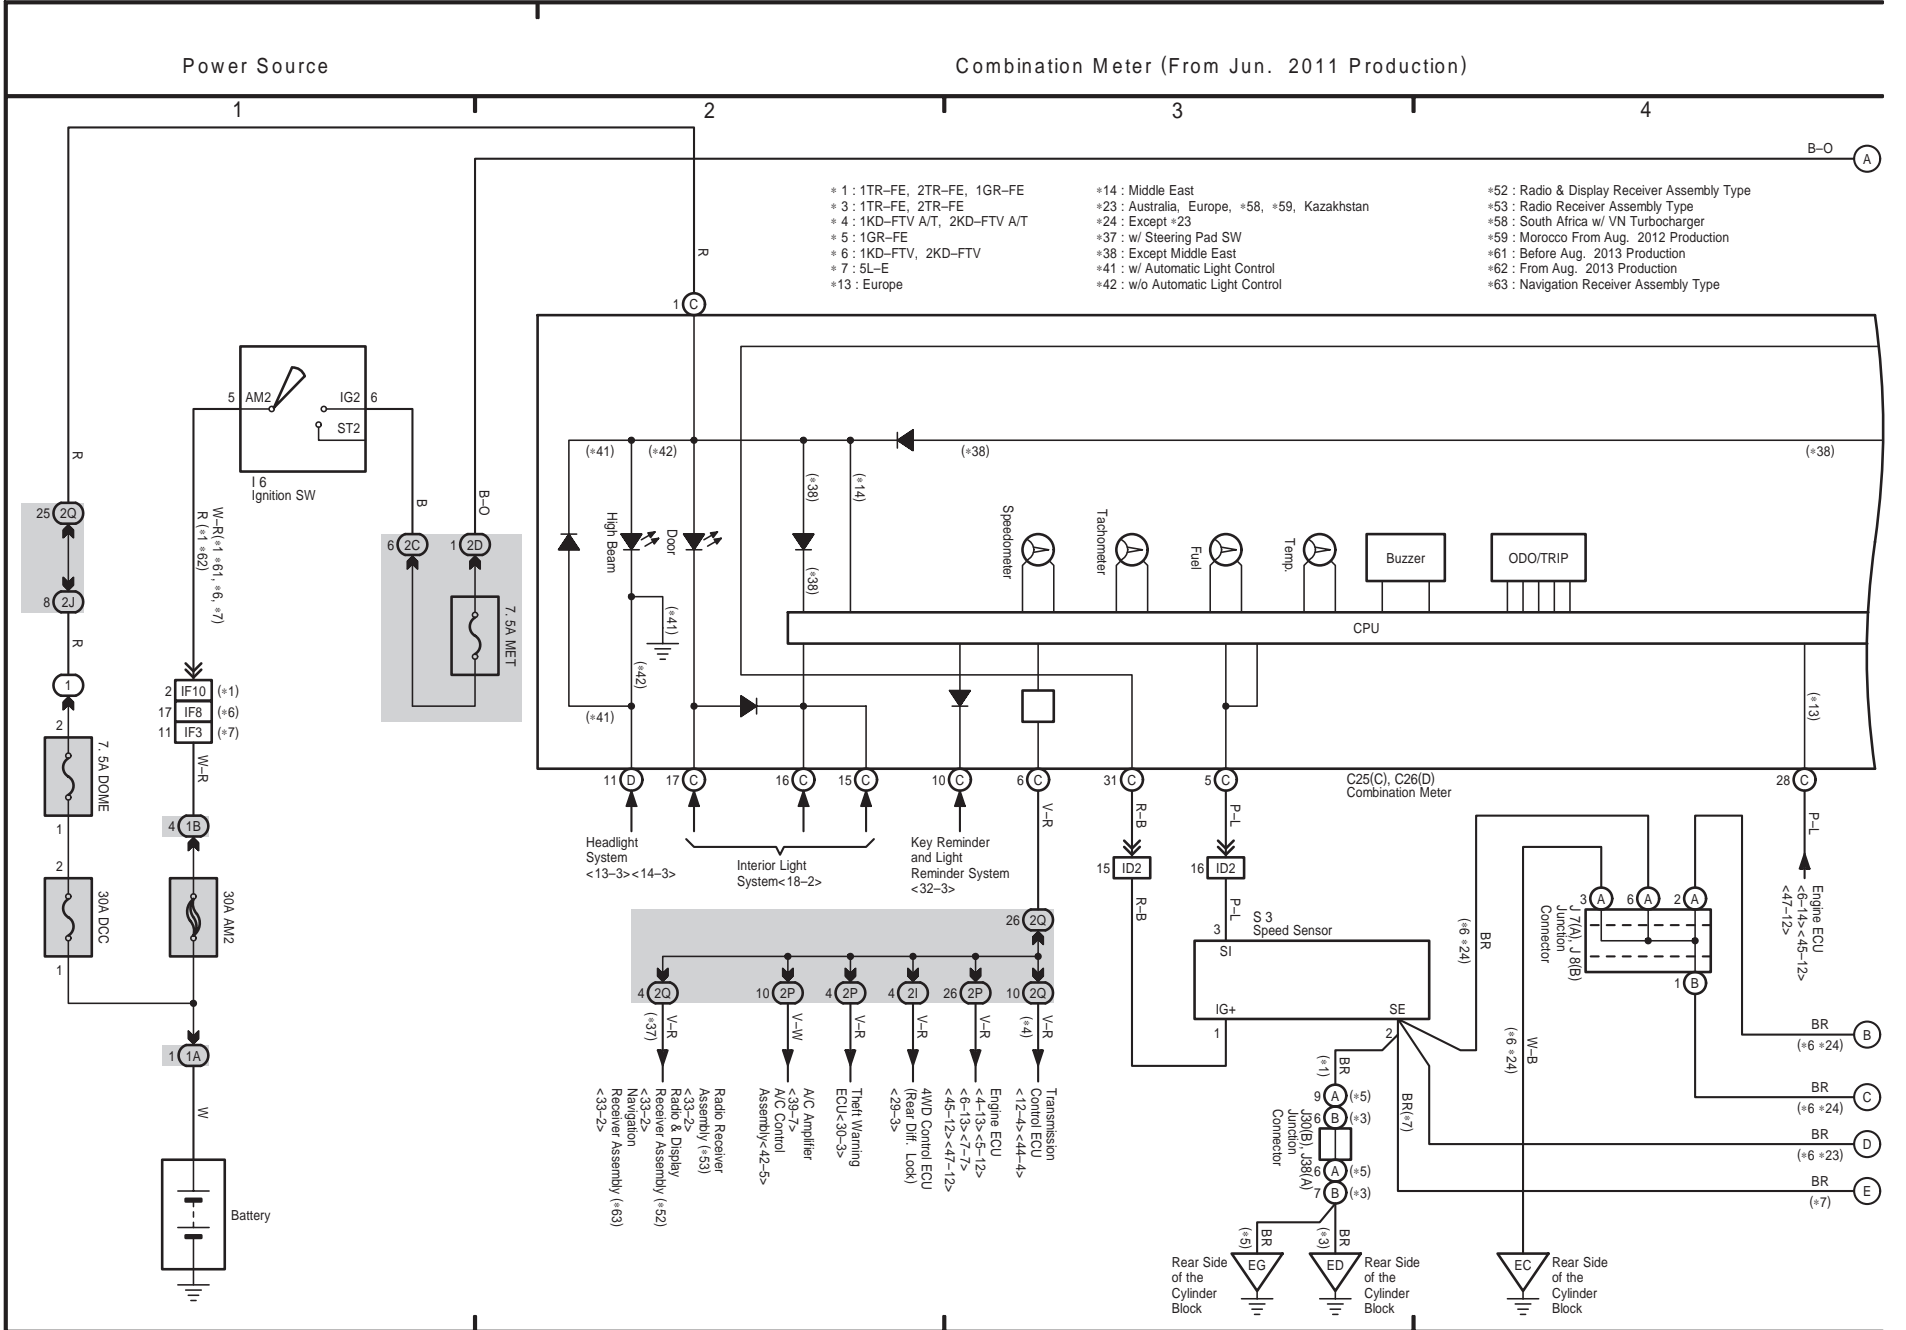 Power Source
Combination Meter (From Jun. 2011 Production)
1
2
3
4
B–O
A
∗ 1 : 1TR–FE, 2TR–FE, 1GR–FE
∗ 3 : 1TR–FE, 2TR–FE
∗ 4 : 1KD–FTV A/T, 2KD–FTV A/T
∗ 5 : 1GR–FE
∗ 6 : 1KD–FTV, 2KD–FTV
∗ 7 : 5L–E
∗13 : Europe
∗14 : Middle East
∗23 : Australia, Europe, ∗58, ∗59, Kazakhstan
∗24 : Except ∗23
∗37 : w/ Steering Pad SW
∗38 : Except Middle East
∗41 : w/ Automatic Light Control
∗42 : w/o Automatic Light Control
∗52 : Radio & Display Receiver Assembly Type
∗53 : Radio Receiver Assembly Type
∗58 : South Africa w/ VN Turbocharger
∗59 : Morocco From Aug. 2012 Production
∗61 : Before Aug. 2013 Production
∗62 : From Aug. 2013 Production
∗63 : Navigation Receiver Assembly Type
R
1 C
5 AM2
IG2 6
ST2
I 6
Ignition SW
R
25 2Q
8 2J
R
1
2
7. 5A DOME
1
2
30A DCC
1
W–R(∗1 ∗61, ∗6, ∗7)
R (∗1 ∗62)
2 IF10 (∗1)
17 IF8 (∗6)
11 IF3 (∗7)
W–R
4 1B
30A AM2
1 1A
W
Battery
B
B–O
6 2C
1 2D
7. 5A MET
(∗41)
(∗42)
(∗38)
(∗38)
(∗38)
(∗14)
(∗38)
High Beam
Door
(∗41)
(∗42)
(∗41)
Speedometer
Tachometer
Fuel
Temp.
Buzzer
ODO/TRIP
CPU
(∗13)
11 D
17 C
16 C
15 C
10 C
6 C
31 C
5 C
28 C
C25(C), C26(D)
Combination Meter
Headlight
System
<13–3><14–3>
Interior Light
System<18–2>
Key Reminder
and Light
Reminder System
<32–3>
V–R
R–B
P–L
P–L
15 ID2
16 ID2
R–B
P–L
Engine ECU
<6–14><45–12>
<47–12>
26 2Q
4 2Q
10 2P
4 2P
4 2I
26 2P
10 2Q
V–R
(∗37)
V–W
V–R
V–R
V–R
V–R
(∗4)
Radio Receiver
Assembly (∗53)
<33–2>
Radio & Display
Receiver Assembly (∗52)
<33–2>
Navigation
Receiver Assembly (∗63)
<33–2>
A/C Amplifier
<39–7>
A/C Control
Assembly<42–5>
Theft Warning
ECU<30–3>
4WD Control ECU
(Rear Diff. Lock)
<29–3>
Engine ECU
<4–13><5–12>
<6–13><7–7>
<45–12><47–12>
Transmission
Control ECU
<12–4><44–4>
S 3
Speed Sensor
3
SI
IG+
SE
1
2
BR
(∗6 ∗24)
W–B
(∗6 ∗24)
3 A
6 A
2 A
J 7(A), J 8(B)
Junction
Connector
1 B
BR
(∗6 ∗24)
B
BR
(∗6 ∗24)
C
BR
(∗6 ∗23)
D
BR
(∗7)
E
BR
(∗1)
BR(∗7)
9 A (∗5)
6 B (∗3)
J30(B), J38(A)
Junction
Connector
6 A (∗5)
7 B (∗3)
BR
(∗5)
BR
(∗3)
EG
ED
EC
Rear Side
of the
Cylinder
Block
Rear Side
of the
Cylinder
Block
Rear Side
of the
Cylinder
Block